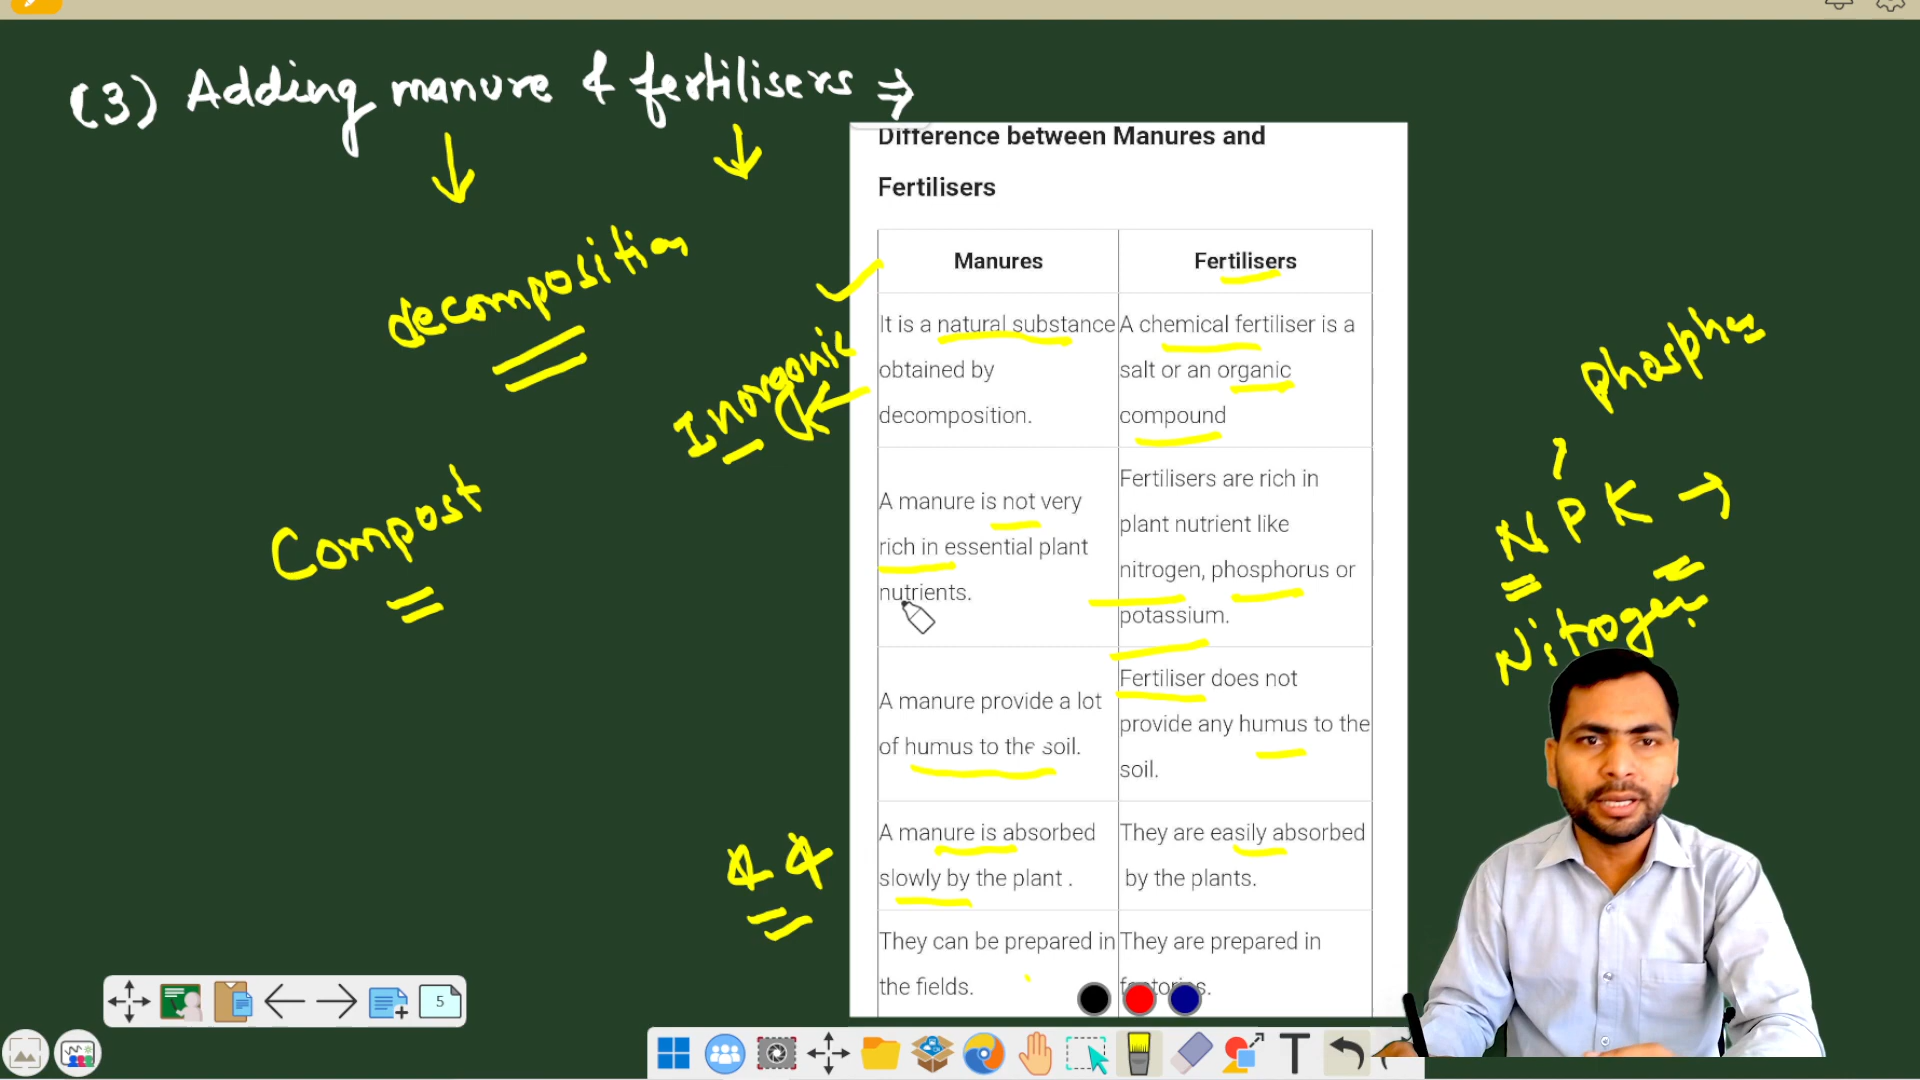 (3) Adding manure & fertilisers ⇒
decomposition
Compost
Inorganic
Difference between Manures and
Fertilisers
Manures
Fertilisers
It is a natural substance
obtained by
decomposition.
A chemical fertiliser is a
salt or an organic
compound
A manure is not very
rich in essential plant
nutrients.
Fertilisers are rich in
plant nutrient like
nitrogen, phosphorus or
potassium.
A manure provide a lot
of humus to the soil.
Fertiliser does not
provide any humus to the
soil.
A manure is absorbed
slowly by the plant .
They are easily absorbed
by the plants.
They can be prepared in
the fields.
They are prepared in
factories.
N P K →
Nitrogen
5
T